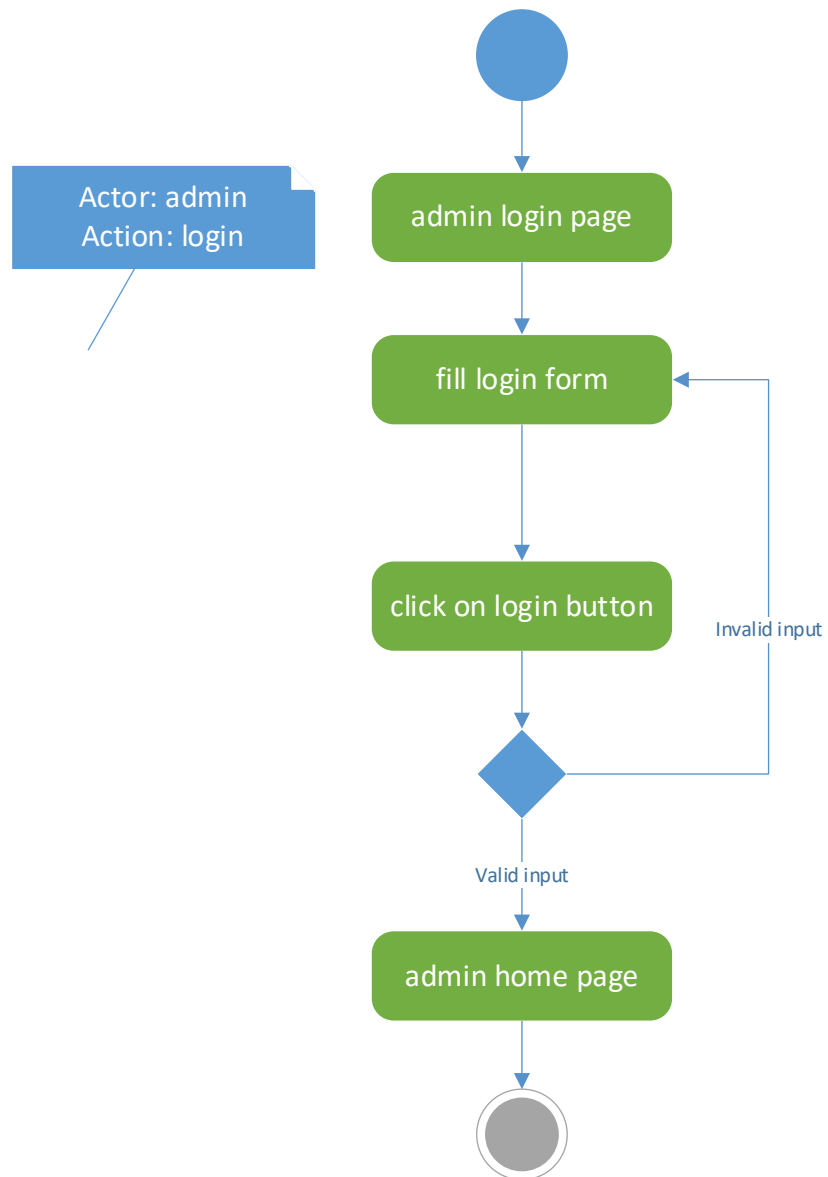 Actor: admin
Action: login
admin login page
fill login form
click on login button
Invalid input
Valid input
admin home page